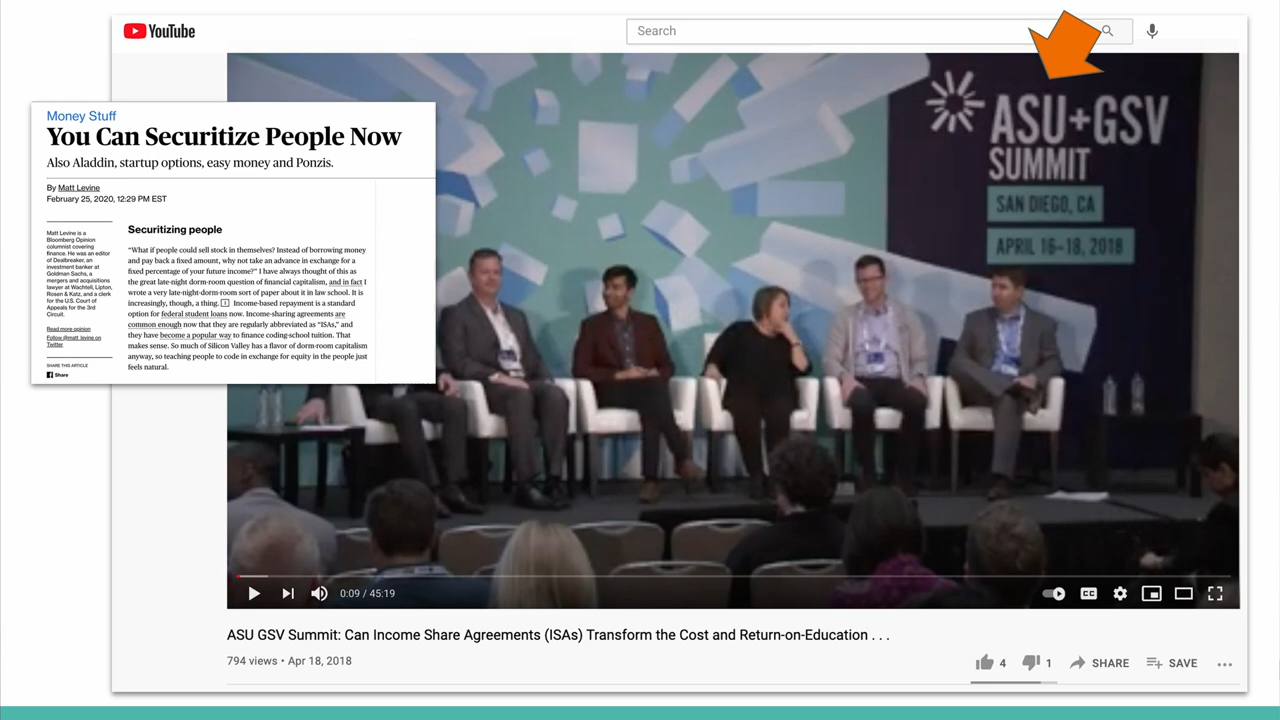 YouTube
Search
ASU+GSV
SUMMIT
SAN DIEGO, CA
APRIL 16–18, 2018
Money Stuff
You Can Securitize People Now
Also Aladdin, startup options, easy money and Ponzis.
By Matt Levine
February 25, 2020, 12:29 PM EST
Matt Levine is a
Bloomberg Opinion
columnist covering
finance. He was an editor
of Dealbreaker, an
investment banker at
Goldman Sachs, a
mergers and acquisitions
lawyer at Wachtell, Lipton,
Rosen & Katz, and a clerk
for the U.S. Court of
Appeals for the 3rd
Circuit.
Read more opinion
Follow @matt_levine on
Twitter
SHARE THIS ARTICLE
Share
Securitizing people
“What if people could sell stock in themselves? Instead of borrowing money
and pay back a fixed amount, why not take an advance in exchange for a
fixed percentage of your future income?” I have always thought of this as
the great late-night dorm-room question of financial capitalism, and in fact I
wrote a very late-night-dorm-room sort of paper about it in law school. It is
increasingly, though, a thing. 1 Income-based repayment is a standard
option for federal student loans now. Income-sharing agreements are
common enough now that they are regularly abbreviated as “ISAs,” and
they have become a popular way to finance coding-school tuition. That
makes sense. So much of Silicon Valley has a flavor of dorm-room capitalism
anyway, so teaching people to code in exchange for equity in the people just
feels natural.
0:09 / 45:19
CC
ASU GSV Summit: Can Income Share Agreements (ISAs) Transform the Cost and Return-on-Education . . .
794 views • Apr 18, 2018
4
1
SHARE
SAVE